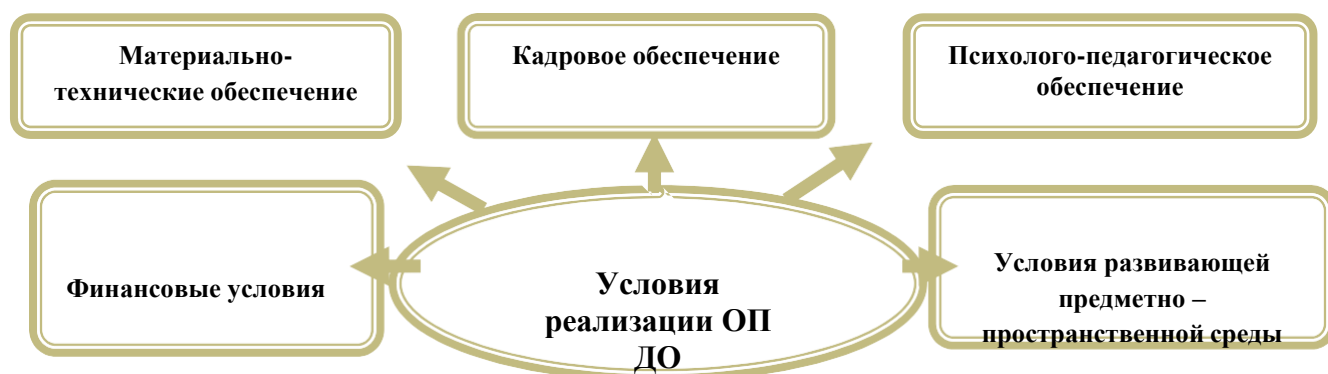 Материально-
технические обеспечение
Кадровое обеспечение
Психолого-педагогическое
обеспечение
Финансовые условия
Условия
реализации ОП
ДО
Условия развивающей
предметно –
пространственной среды